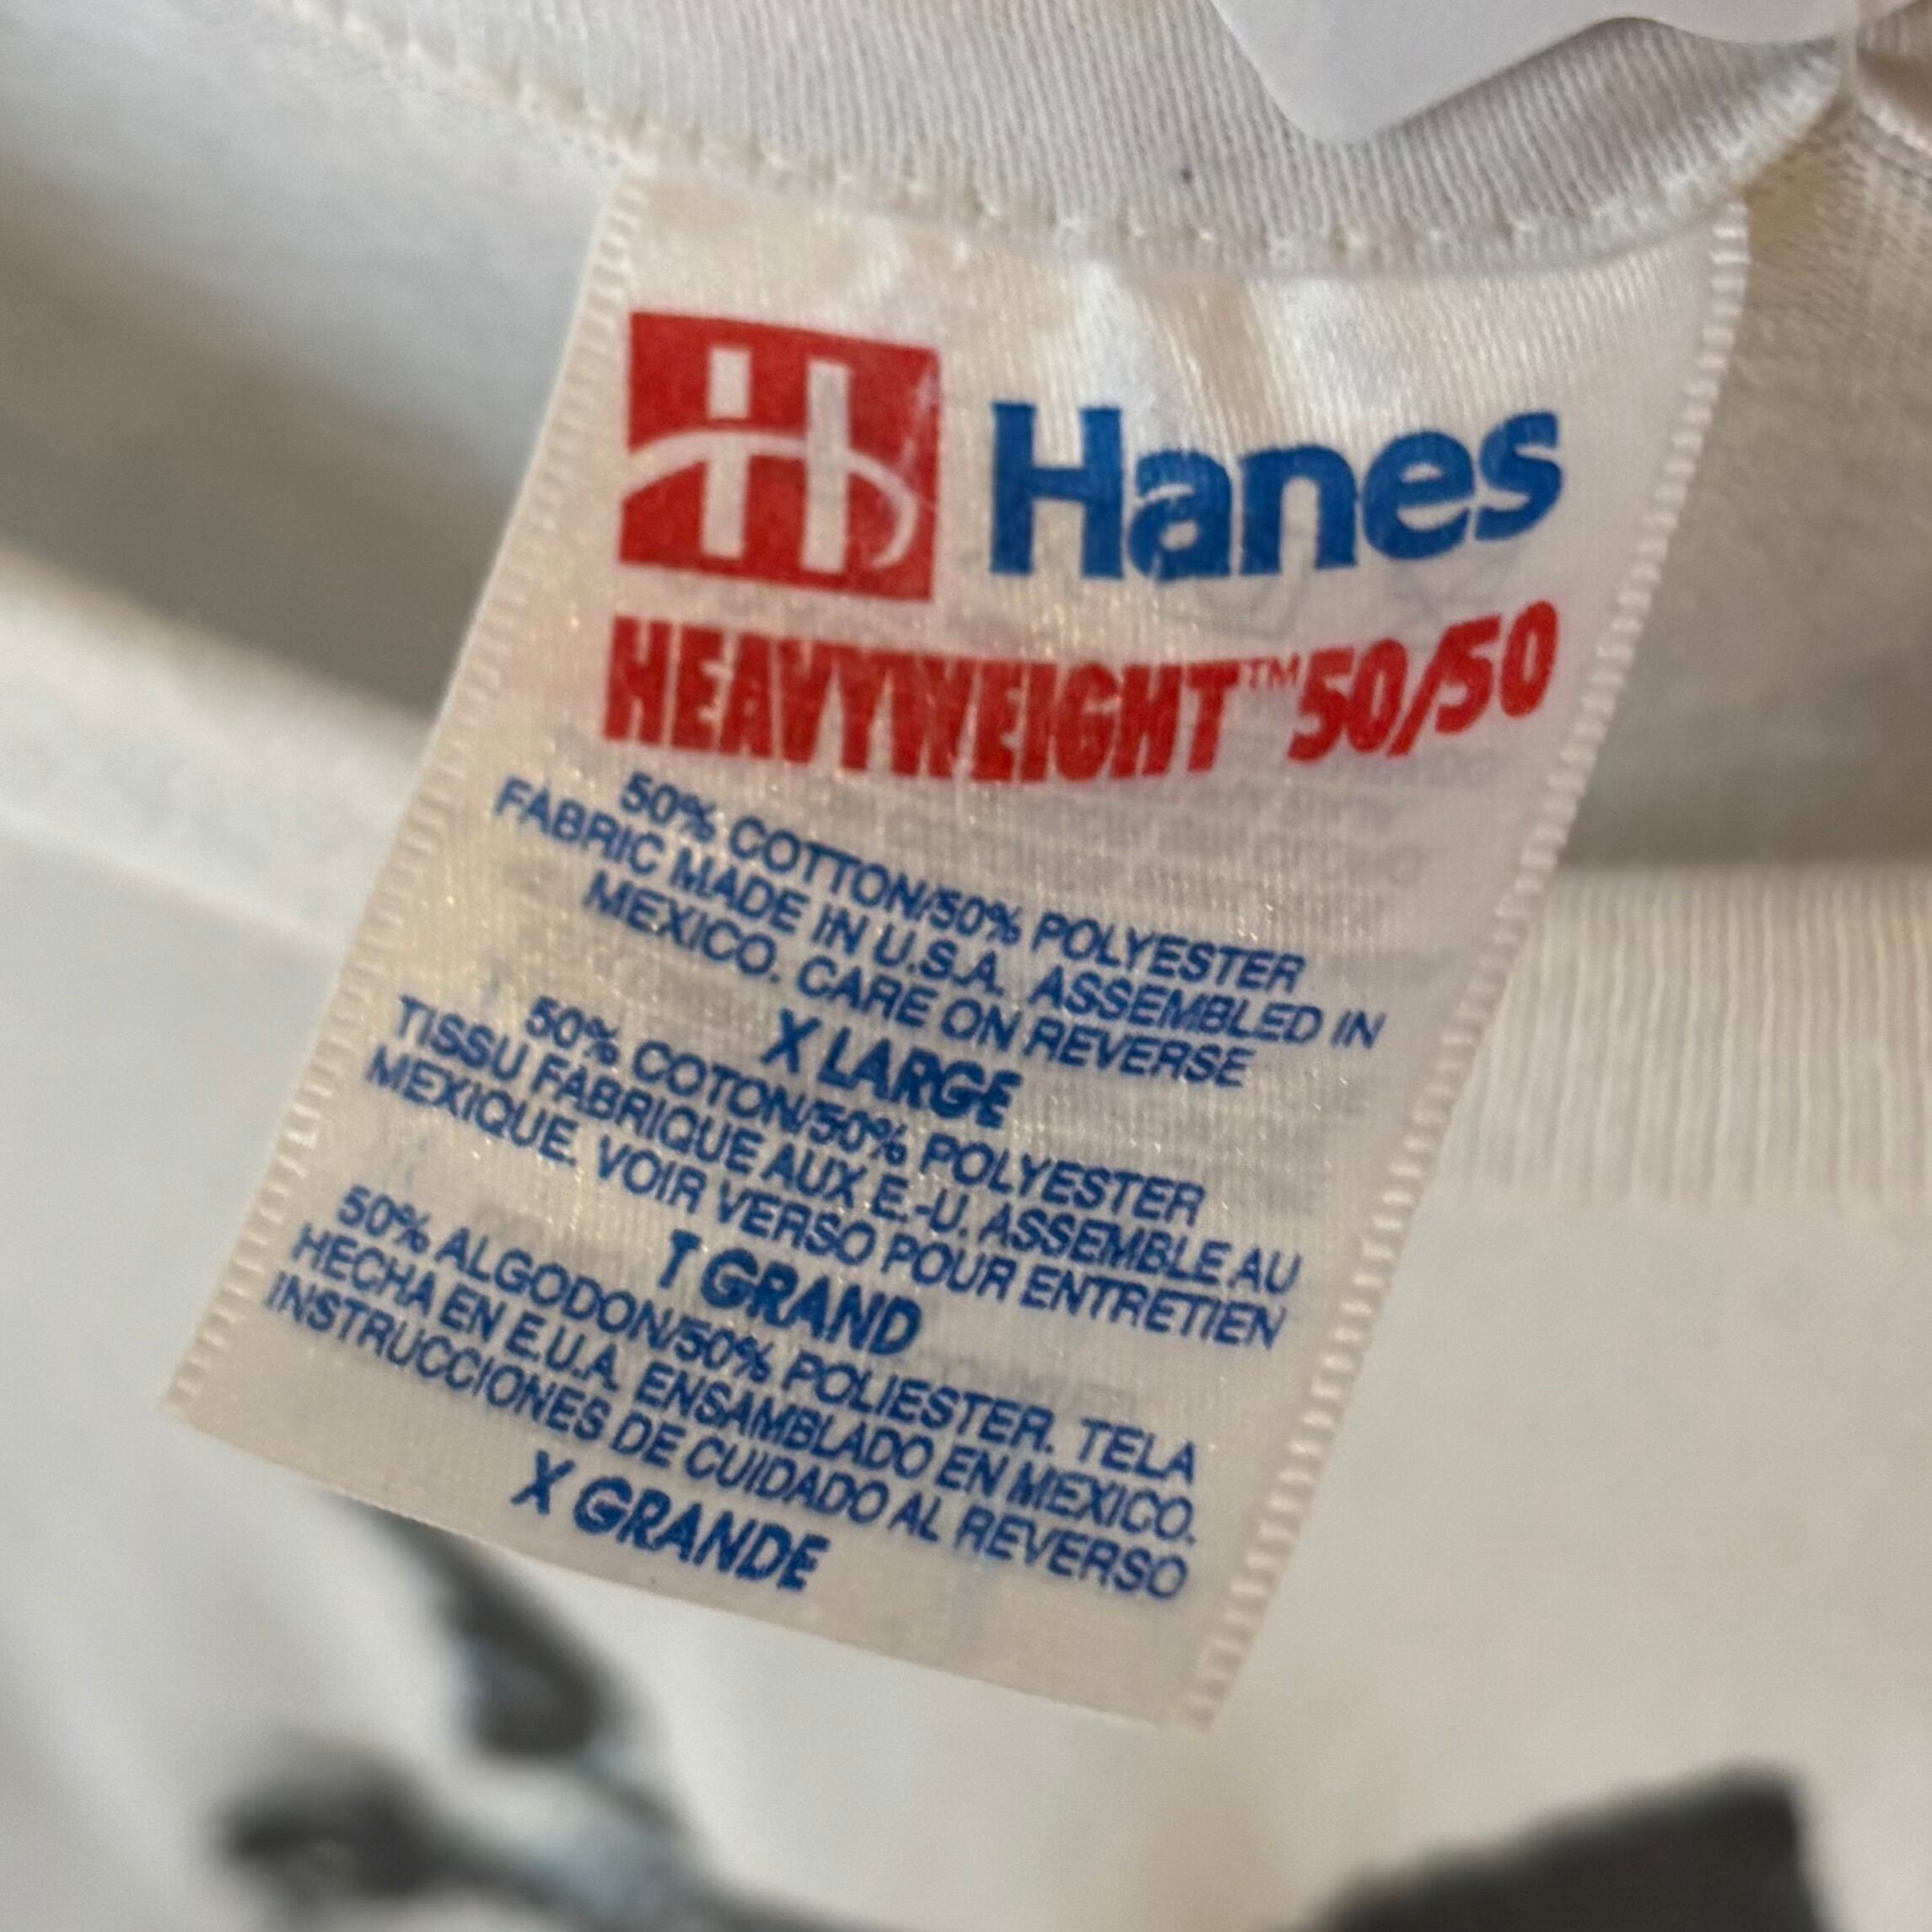 H Hanes
HEAVYWEIGHT™ 50/50
50% COTTON/50% POLYESTER
FABRIC MADE IN U.S.A. ASSEMBLED IN
MEXICO. CARE ON REVERSE
X LARGE
50% COTON/50% POLYESTER
TISSU FABRIQUE AUX E.-U. ASSEMBLE AU
MEXIQUE. VOIR VERSO POUR ENTRETIEN
T GRAND
50% ALGODON/50% POLIESTER. TELA
HECHA EN E.U.A. ENSAMBLADO EN MEXICO.
INSTRUCCIONES DE CUIDADO AL REVERSO
X GRANDE